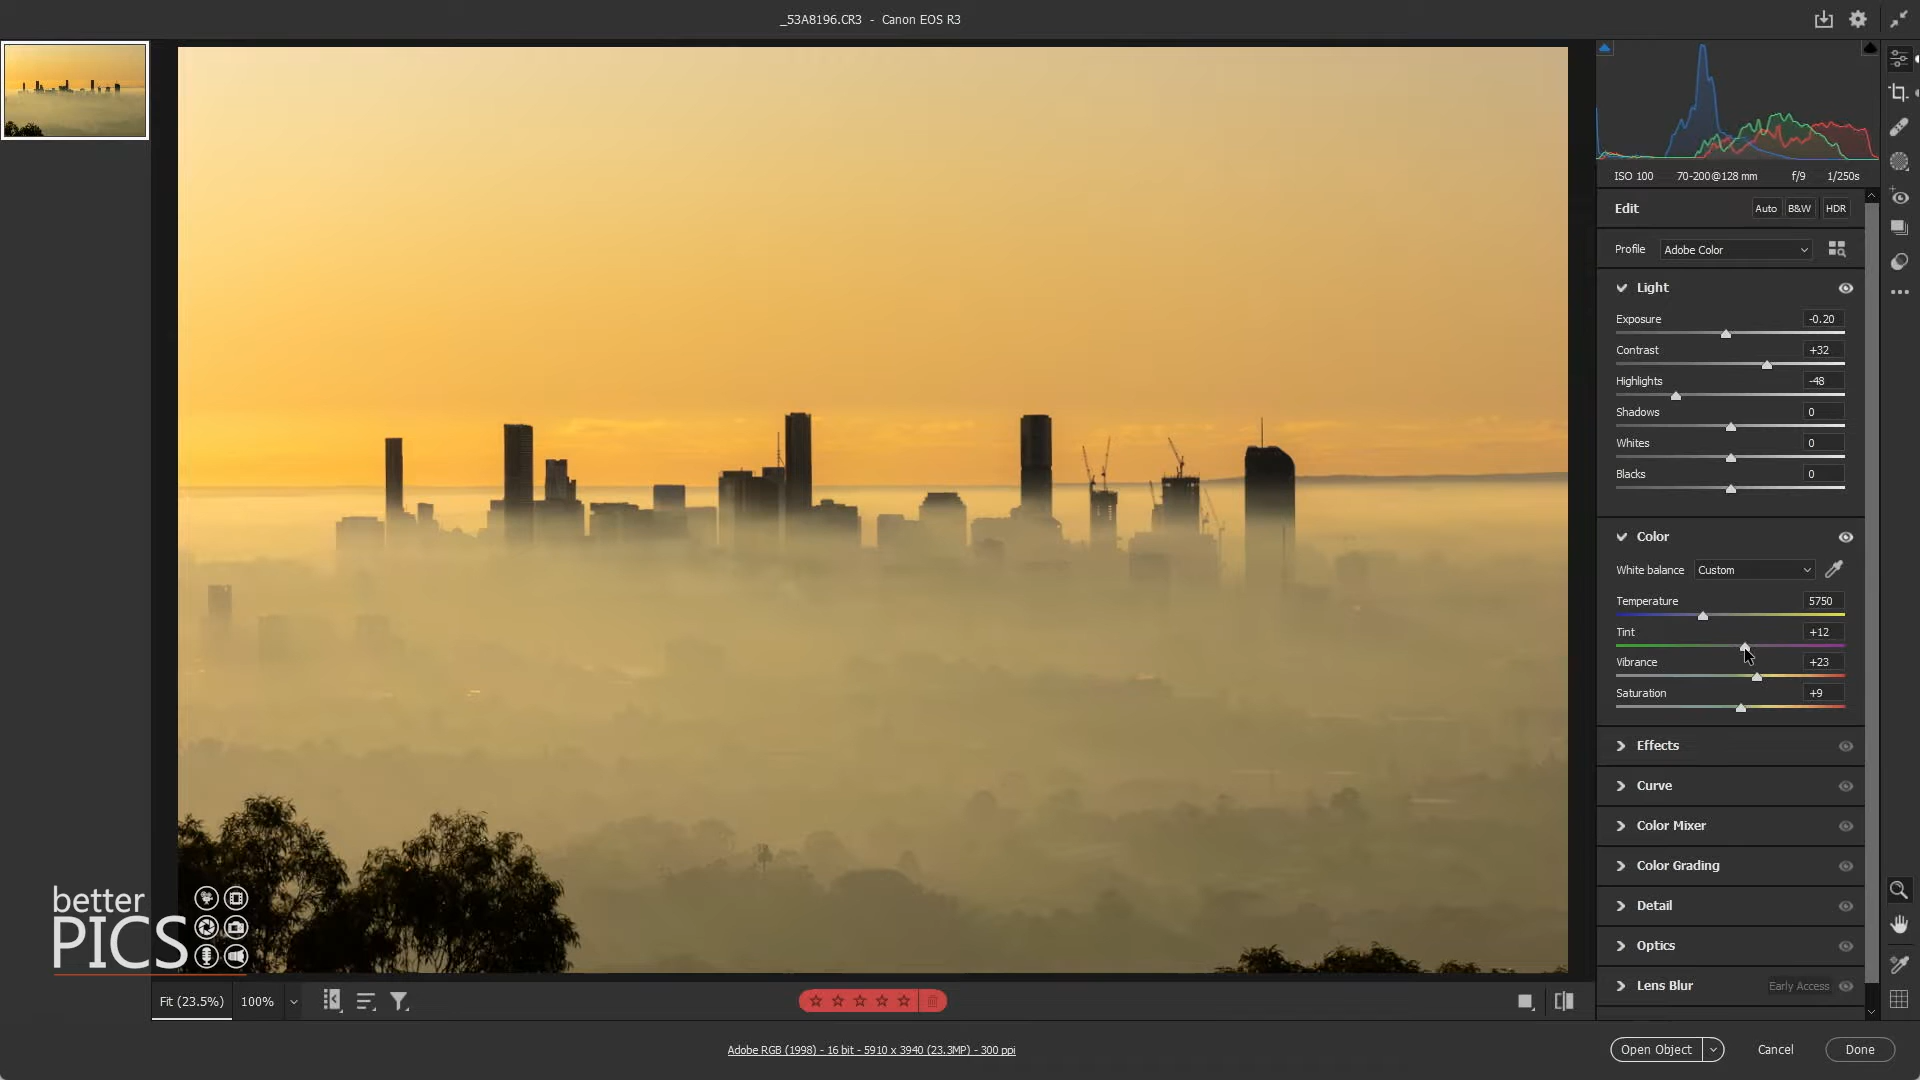 _53A8196.CR3 - Canon EOS R3
ISO 100 70-200@128 mm f/9 1/250s
Edit Auto B&W HDR
Profile Adobe Color
Light
Exposure -0.20
Contrast +32
Highlights -48
Shadows 0
Whites 0
Blacks 0
Color
White balance Custom
Temperature 5750
Tint +12
Vibrance +23
Saturation +9
Effects
Curve
Color Mixer
Color Grading
Detail
Optics
Lens Blur Early Access
better
PICS
Fit (23.5%) 100%
Adobe RGB (1998) - 16 bit - 5910 x 3940 (23.3MP) - 300 ppi
Open Object Cancel Done